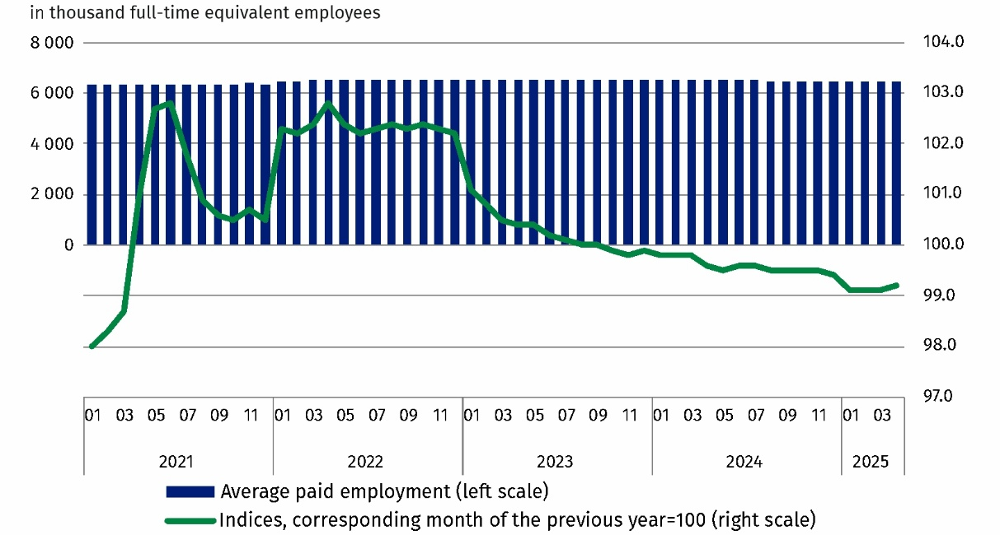 in thousand full-time equivalent employees
8 000 104.0
6 000 103.0
4 000 102.0
2 000 101.0
0 100.0
99.0
98.0
97.0
01 03 05 07 09 11 01 03 05 07 09 11 01 03 05 07 09 11 01 03 05 07 09 11 01 03
2021 2022 2023 2024 2025
Average paid employment (left scale)
Indices, corresponding month of the previous year=100 (right scale)